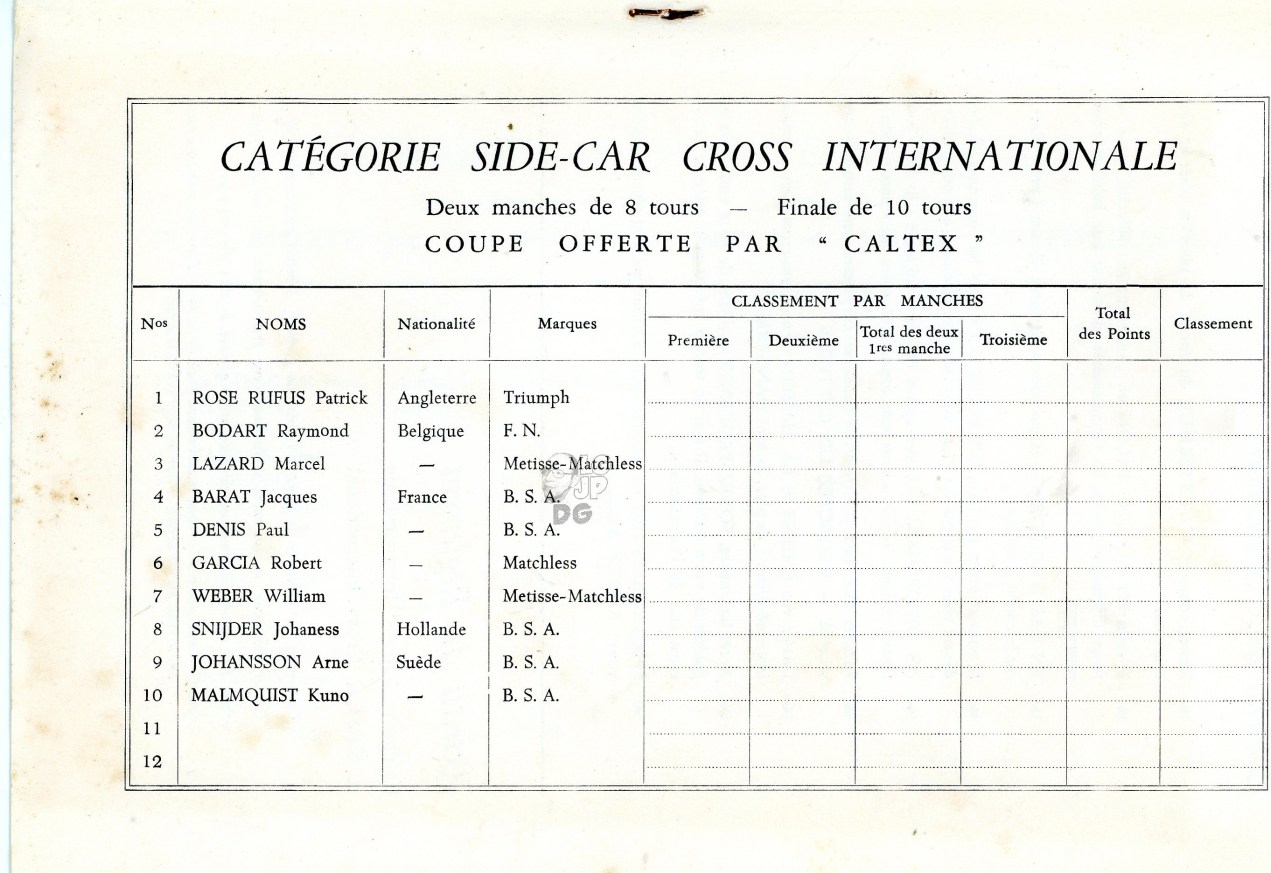 CATÉGORIE SIDE-CAR CROSS INTERNATIONALE
Deux manches de 8 tours — Finale de 10 tours
COUPE OFFERTE PAR “ CALTEX ”
Nos NOMS Nationalité Marques CLASSEMENT PAR MANCHES Total des Points Classement
Première Deuxième Total des deux 1res manche Troisième
1 ROSE RUFUS Patrick Angleterre Triumph
2 BODART Raymond Belgique F. N.
3 LAZARD Marcel — Metisse-Matchless
4 BARAT Jacques France B. S. A.
5 DENIS Paul — B. S. A.
6 GARCIA Robert — Matchless
7 WEBER William — Metisse-Matchless
8 SNIJDER Johaness Hollande B. S. A.
9 JOHANSSON Arne Suède B. S. A.
10 MALMQUIST Kuno — B. S. A.
11
12
JP
DG